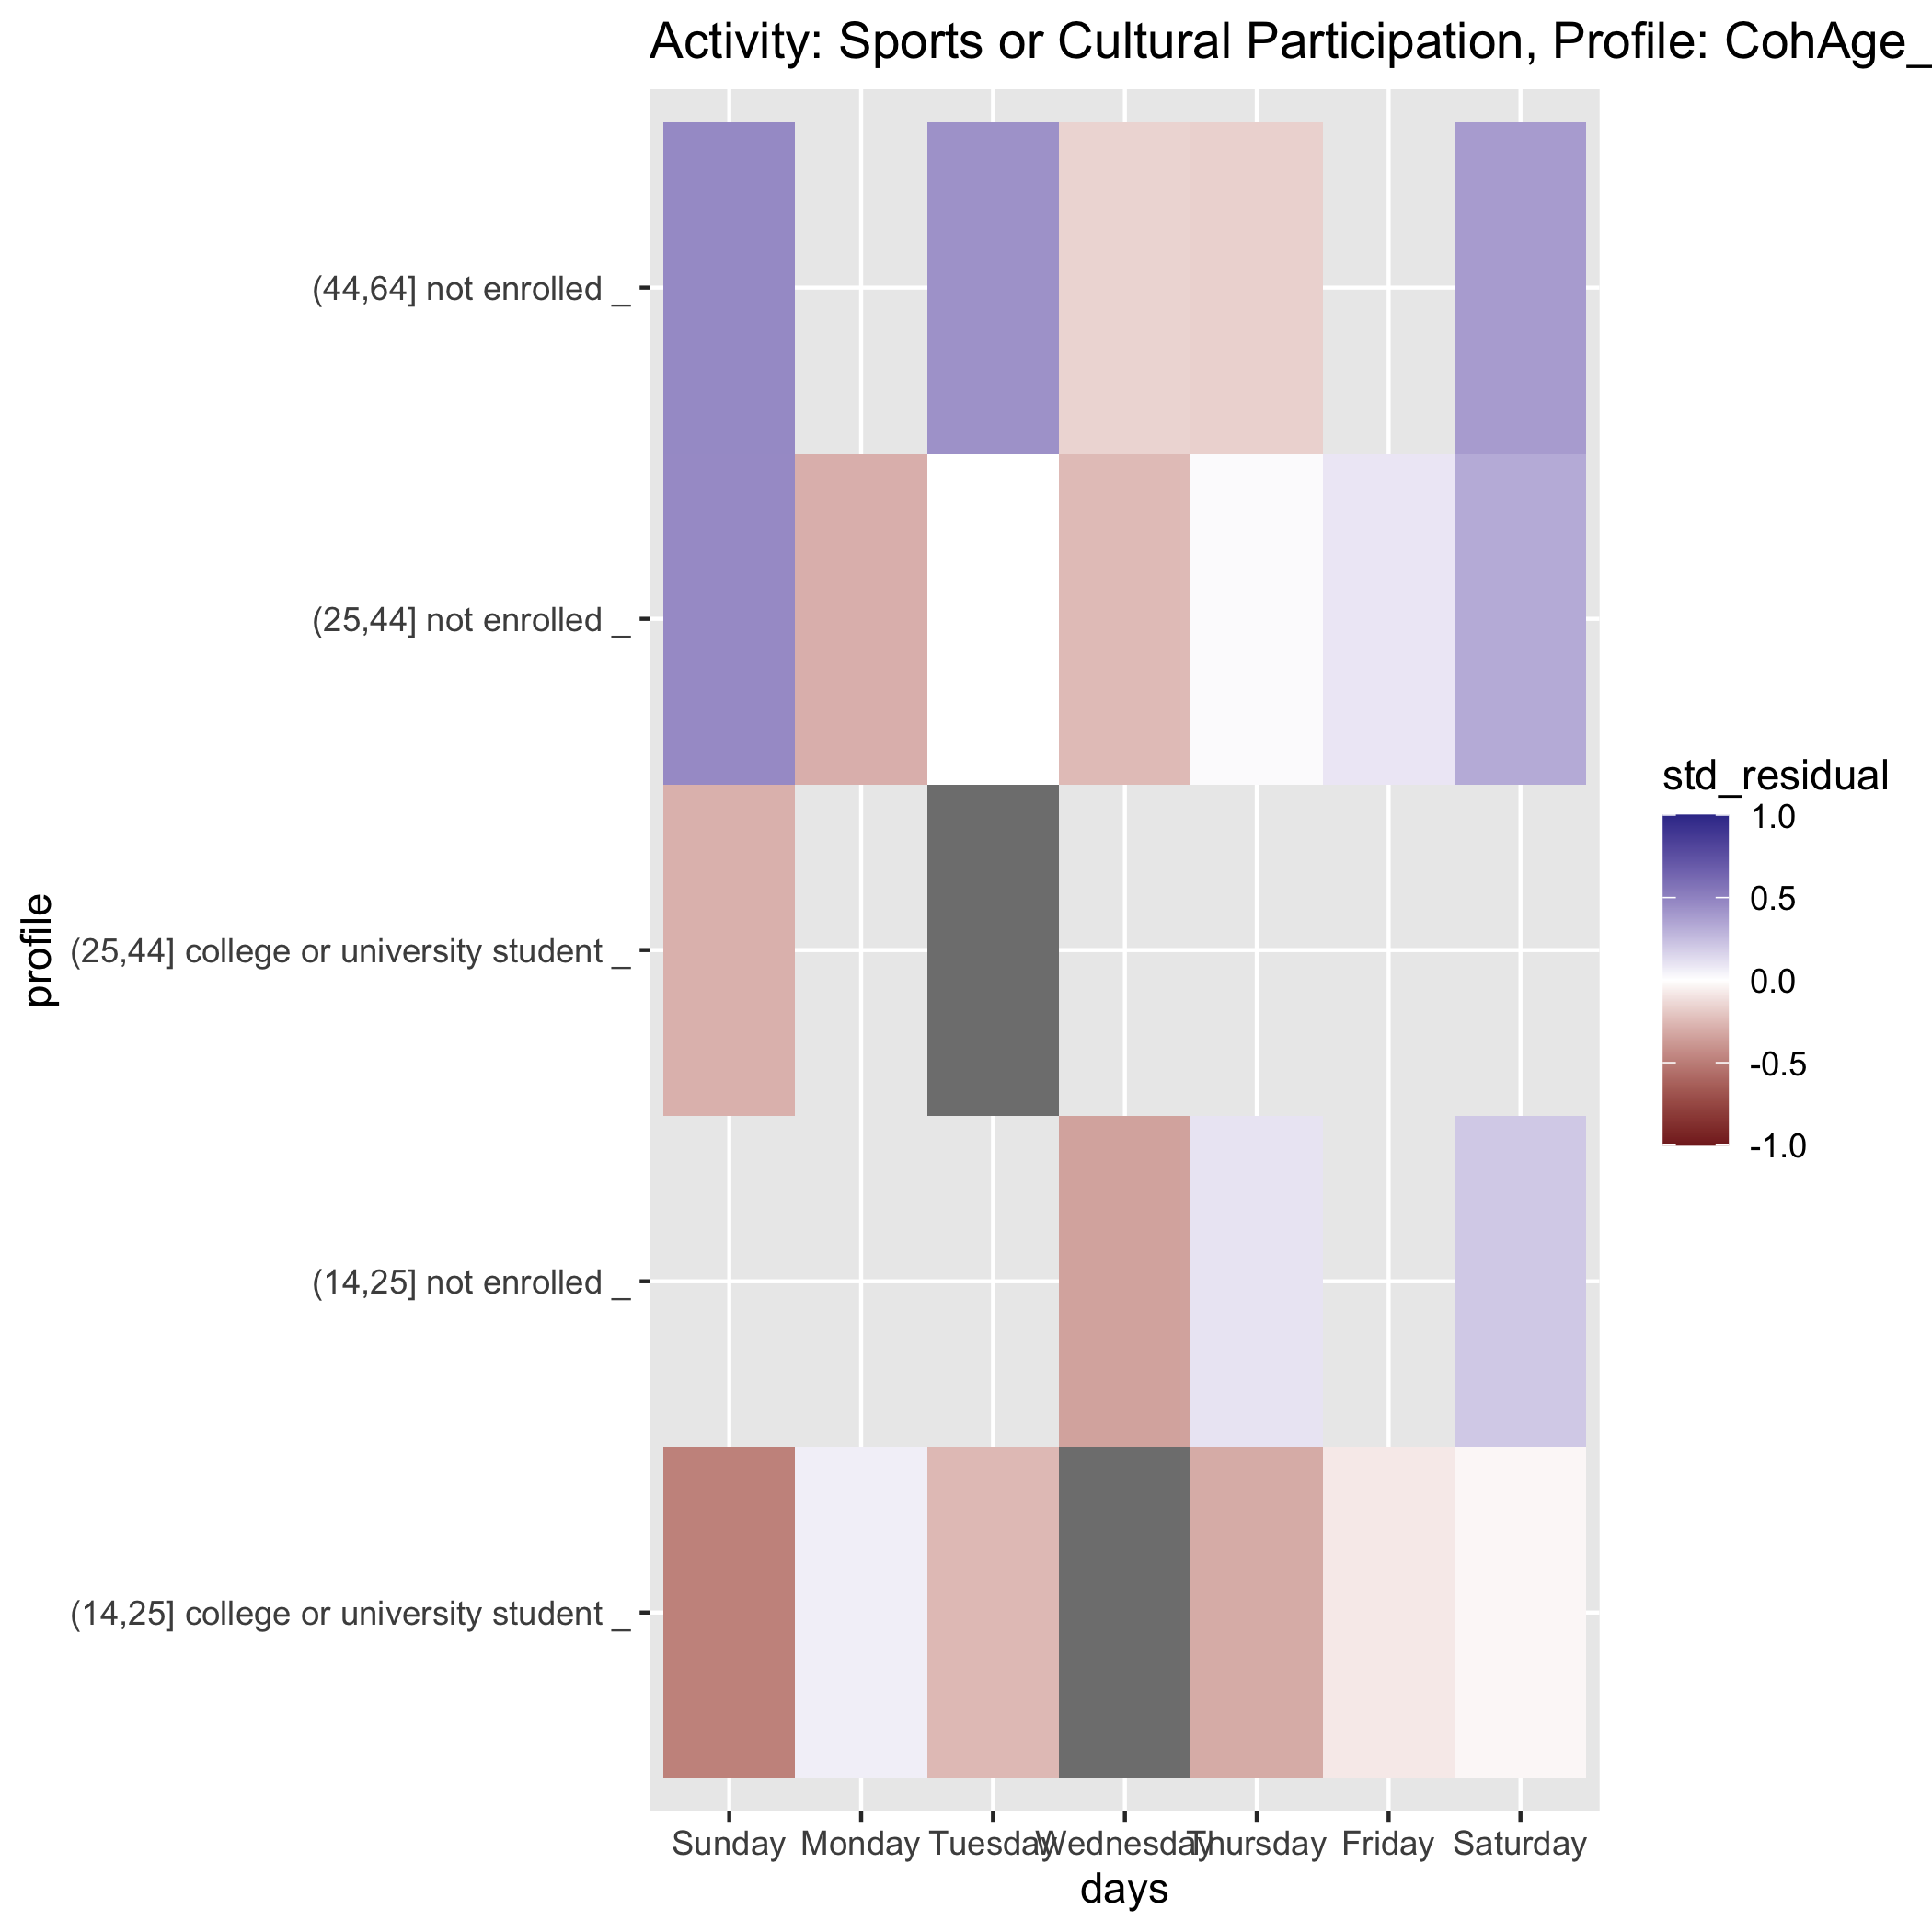 Activity: Sports or Cultural Participation, Profile: CohAge_
(44,64] not enrolled _
(25,44] not enrolled _
(25,44] college or university student _
(14,25] not enrolled _
(14,25] college or university student _
profile
Sunday Monday Tuesday Wednesday Thursday Friday Saturday
days
std_residual
1.0
0.5
0.0
-0.5
-1.0